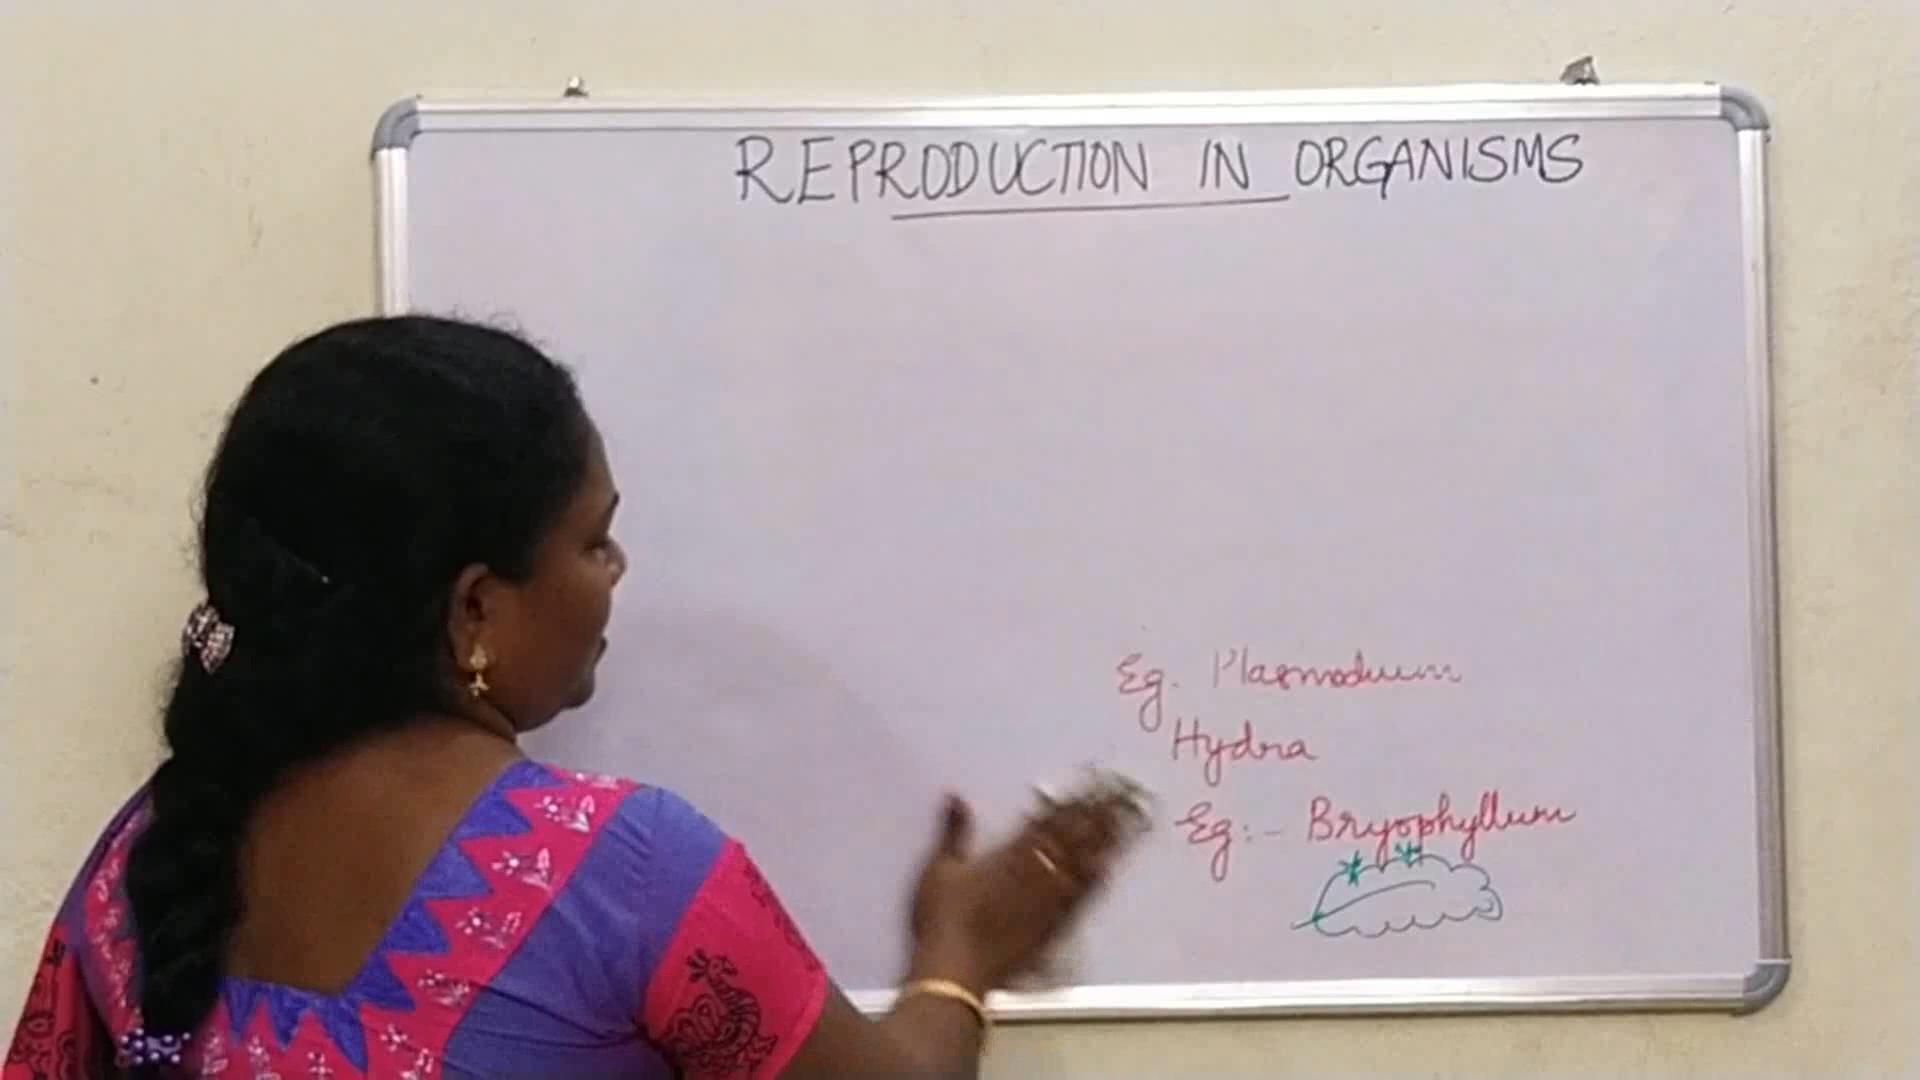 REPRODUCTION IN ORGANISMS
Eg. Plasmodium
Hydra
Eg:- Bryophyllum